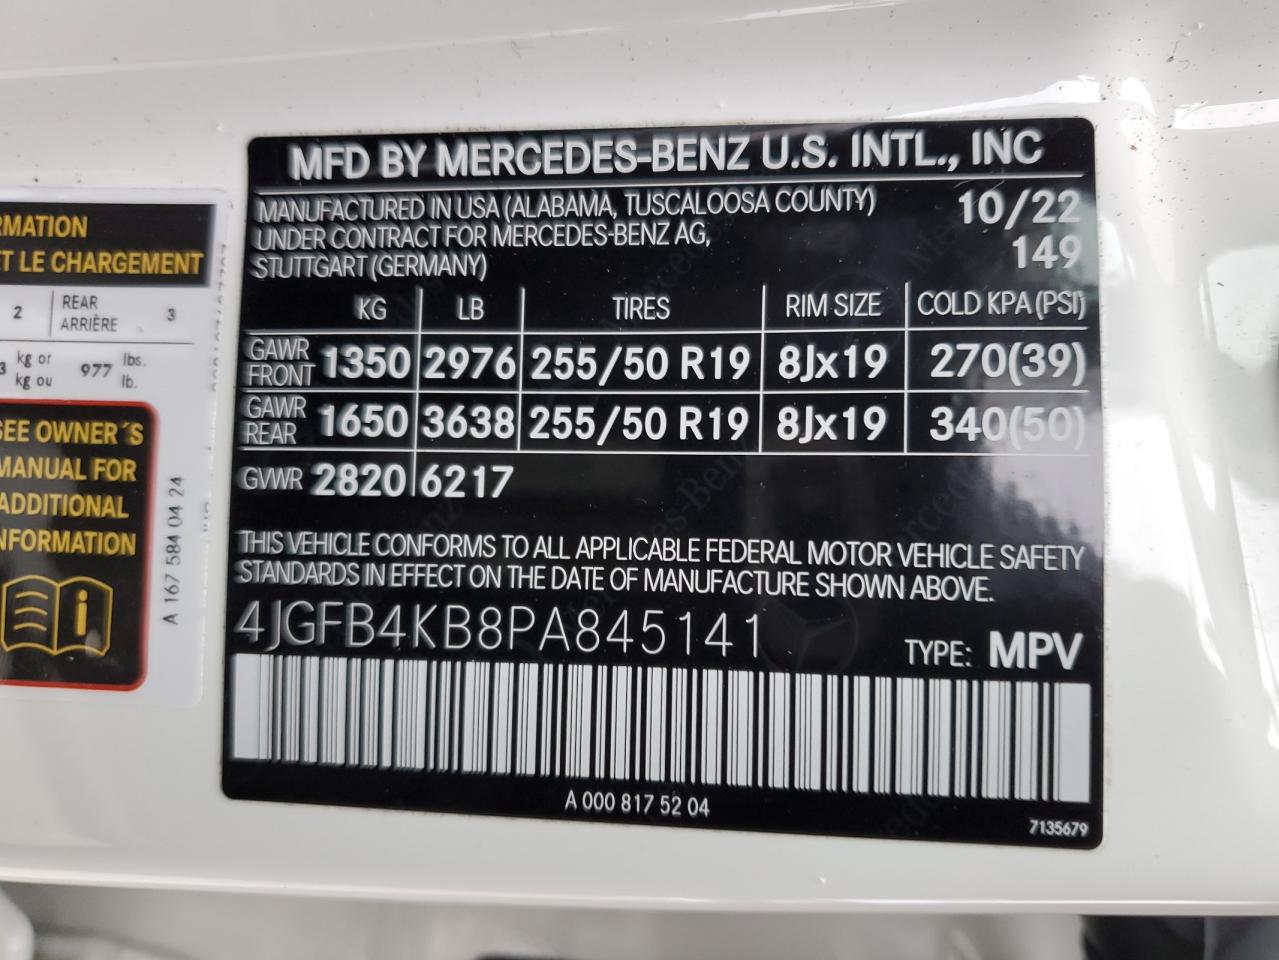 MFD BY MERCEDES-BENZ U.S. INTL., INC
MANUFACTURED IN USA (ALABAMA, TUSCALOOSA COUNTY) 10/22
UNDER CONTRACT FOR MERCEDES-BENZ AG, 149
STUTTGART (GERMANY)
KG LB TIRES RIM SIZE COLD KPA (PSI)
GAWR FRONT 1350 2976 255/50 R19 8Jx19 270(39)
GAWR REAR 1650 3638 255/50 R19 8Jx19 340(50)
GVWR 2820 6217
THIS VEHICLE CONFORMS TO ALL APPLICABLE FEDERAL MOTOR VEHICLE SAFETY
STANDARDS IN EFFECT ON THE DATE OF MANUFACTURE SHOWN ABOVE.
4JGFB4KB8PA845141 TYPE: MPV
A 000 817 52 04
7135679
RMATION
ET LE CHARGEMENT
2 REAR ARRIÈRE 3
3 kg or kg ou 977 lbs. lb.
SEE OWNER´S
MANUAL FOR
ADDITIONAL
INFORMATION
A 167 584 04 24